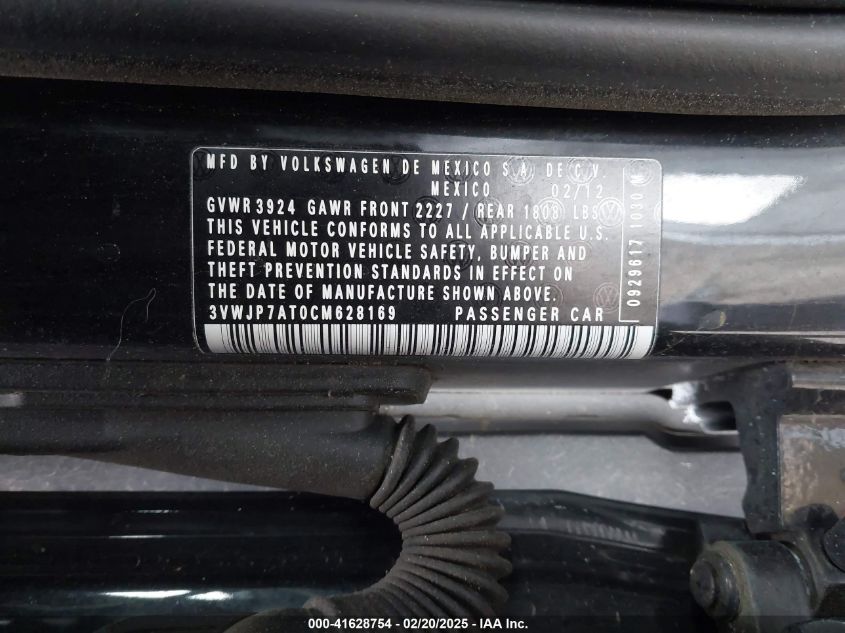 MFD BY VOLKSWAGEN DE MEXICO S.A. DE C.V.
MEXICO 02/12
GVWR 3924 GAWR FRONT 2227 / REAR 1808 LBS
THIS VEHICLE CONFORMS TO ALL APPLICABLE U.S.
FEDERAL MOTOR VEHICLE SAFETY, BUMPER AND
THEFT PREVENTION STANDARDS IN EFFECT ON
THE DATE OF MANUFACTURE SHOWN ABOVE.
3VWJP7AT0CM628169 PASSENGER CAR
0929617 1030 M
000-41628754 — 02/20/2025 — IAA Inc.